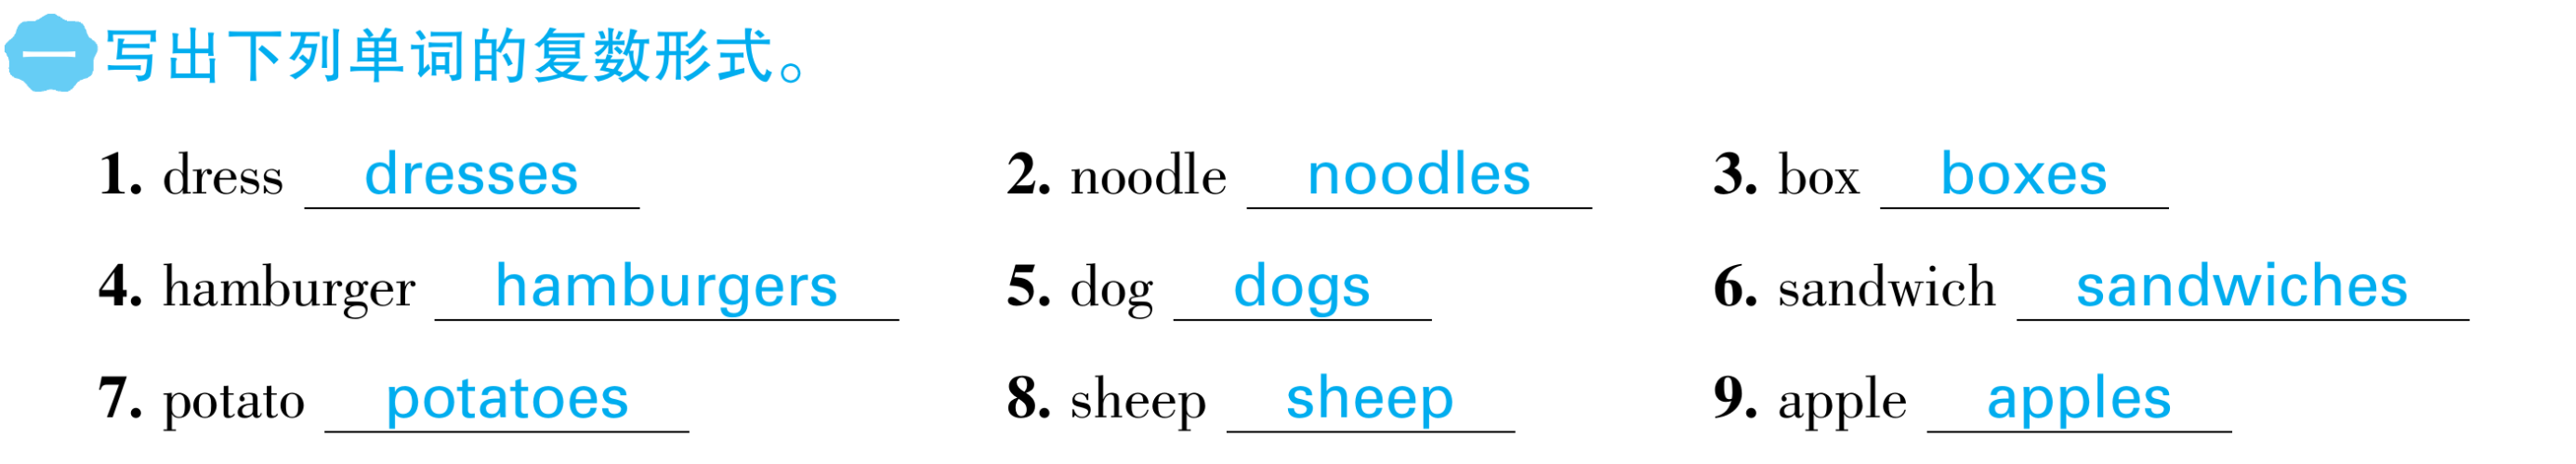 一 写出下列单词的复数形式。
1. dress dresses 2. noodle noodles 3. box boxes
4. hamburger hamburgers 5. dog dogs 6. sandwich sandwiches
7. potato potatoes 8. sheep sheep 9. apple apples